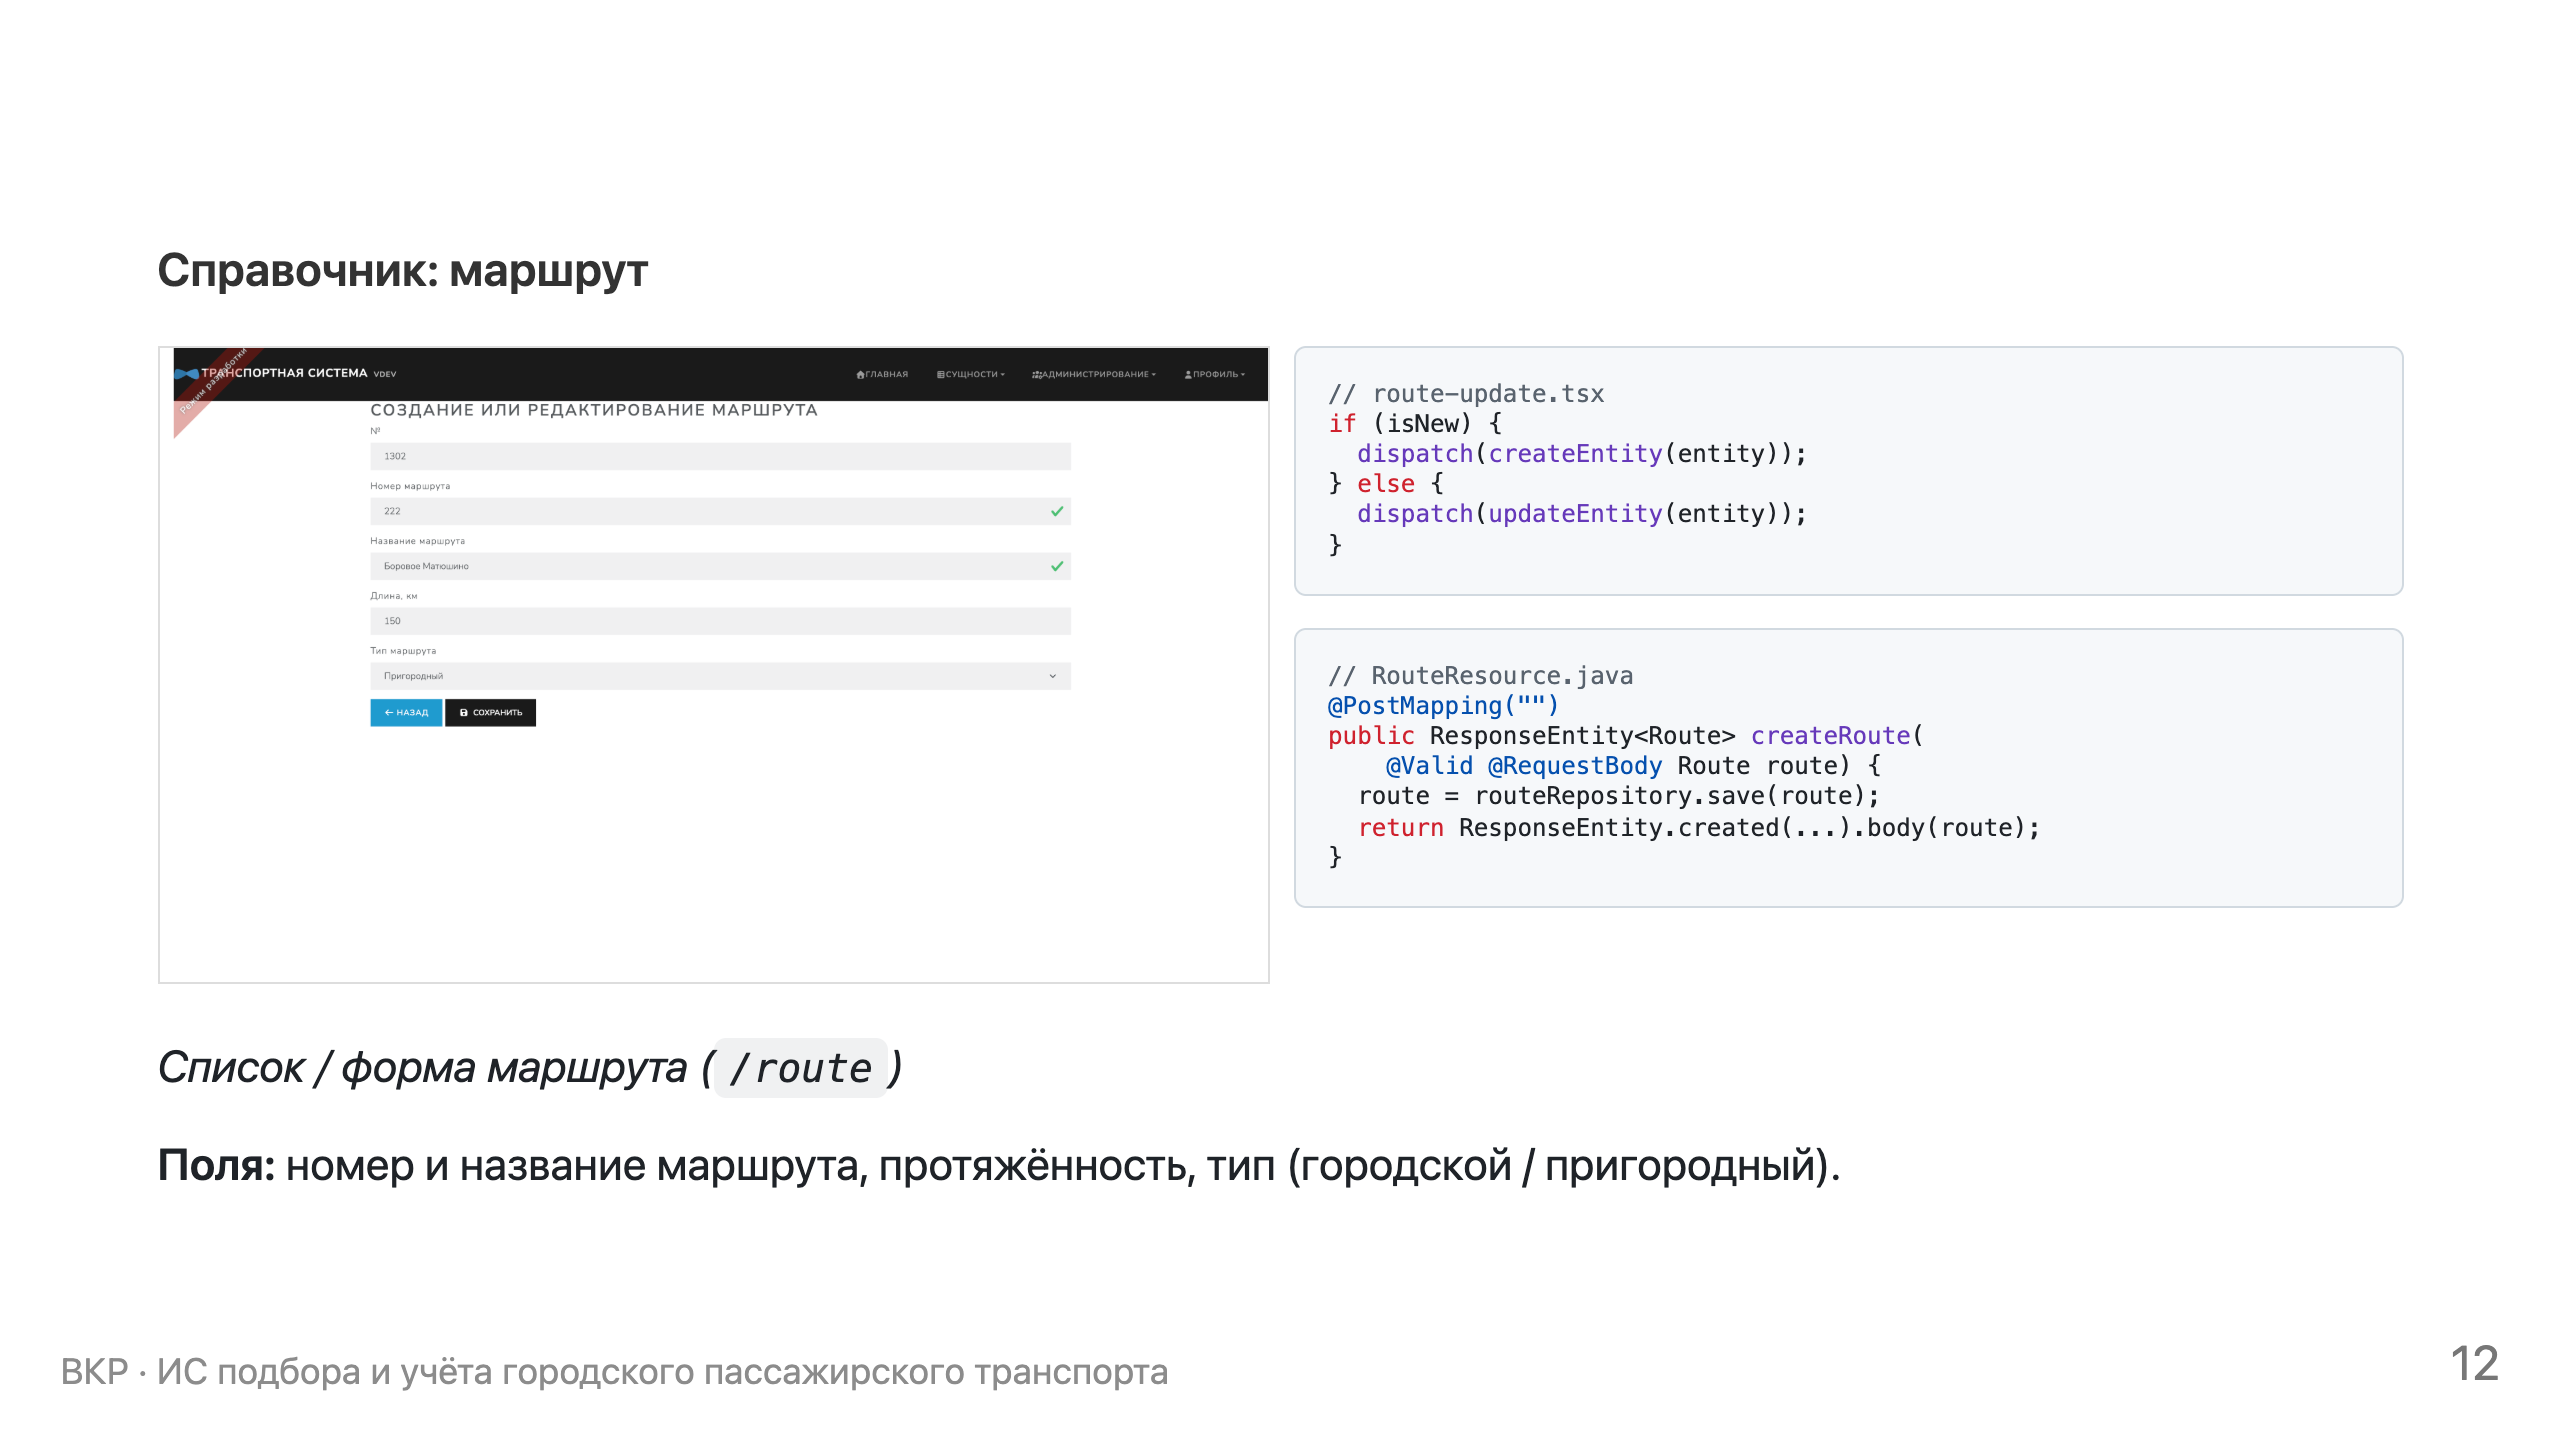 Справочник: маршрут
Режим разработки
ТРАНСПОРТНАЯ СИСТЕМА VDEV
ГЛАВНАЯ
СУЩНОСТИ
АДМИНИСТРИРОВАНИЕ
ПРОФИЛЬ
СОЗДАНИЕ ИЛИ РЕДАКТИРОВАНИЕ МАРШРУТА
№
1302
Номер маршрута
222
Название маршрута
Боровое Матюшино
Длина, км
150
Тип маршрута
Пригородный
← НАЗАД
СОХРАНИТЬ
// route-update.tsx
if (isNew) {
  dispatch(createEntity(entity));
} else {
  dispatch(updateEntity(entity));
}
// RouteResource.java
@PostMapping("")
public ResponseEntity<Route> createRoute(
    @Valid @RequestBody Route route) {
  route = routeRepository.save(route);
  return ResponseEntity.created(...).body(route);
}
Список / форма маршрута ( /route )
Поля: номер и название маршрута, протяжённость, тип (городской / пригородный).
ВКР · ИС подбора и учёта городского пассажирского транспорта
12